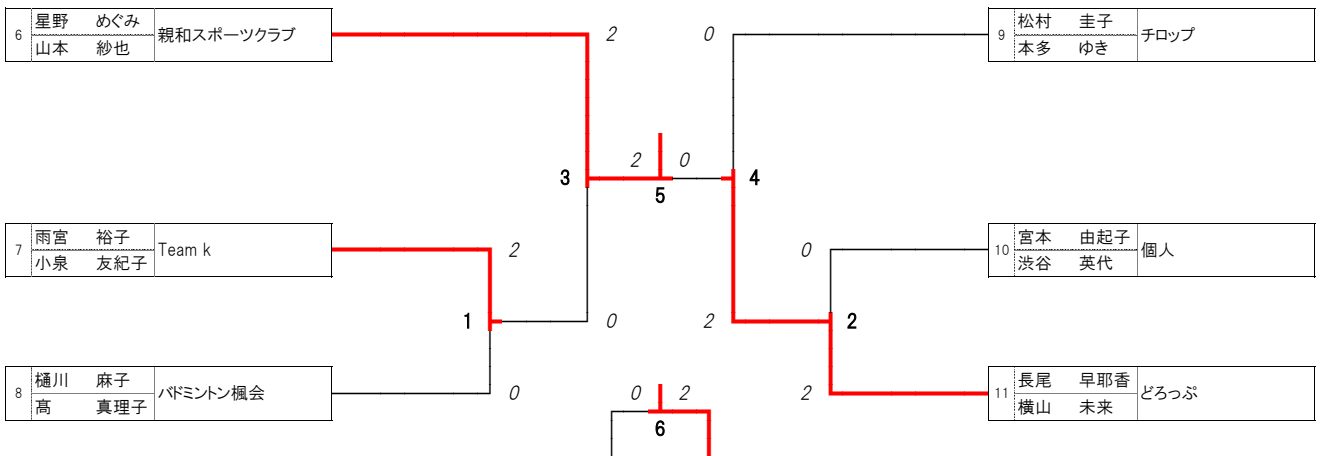 6 星野 めぐみ 親和スポーツクラブ
山本 紗也
2
0
9 松村 圭子 チロップ
本多 ゆき
3
2 0
5
4
7 雨宮 裕子 Team k
小泉 友紀子
2
0
10 宮本 由起子 個人
渋谷 英代
1
0
2
2
8 樋川 麻子 バドミントン楓会
髙 真理子
0
0 2
6
2
11 長尾 早耶香 どろっぷ
横山 未来